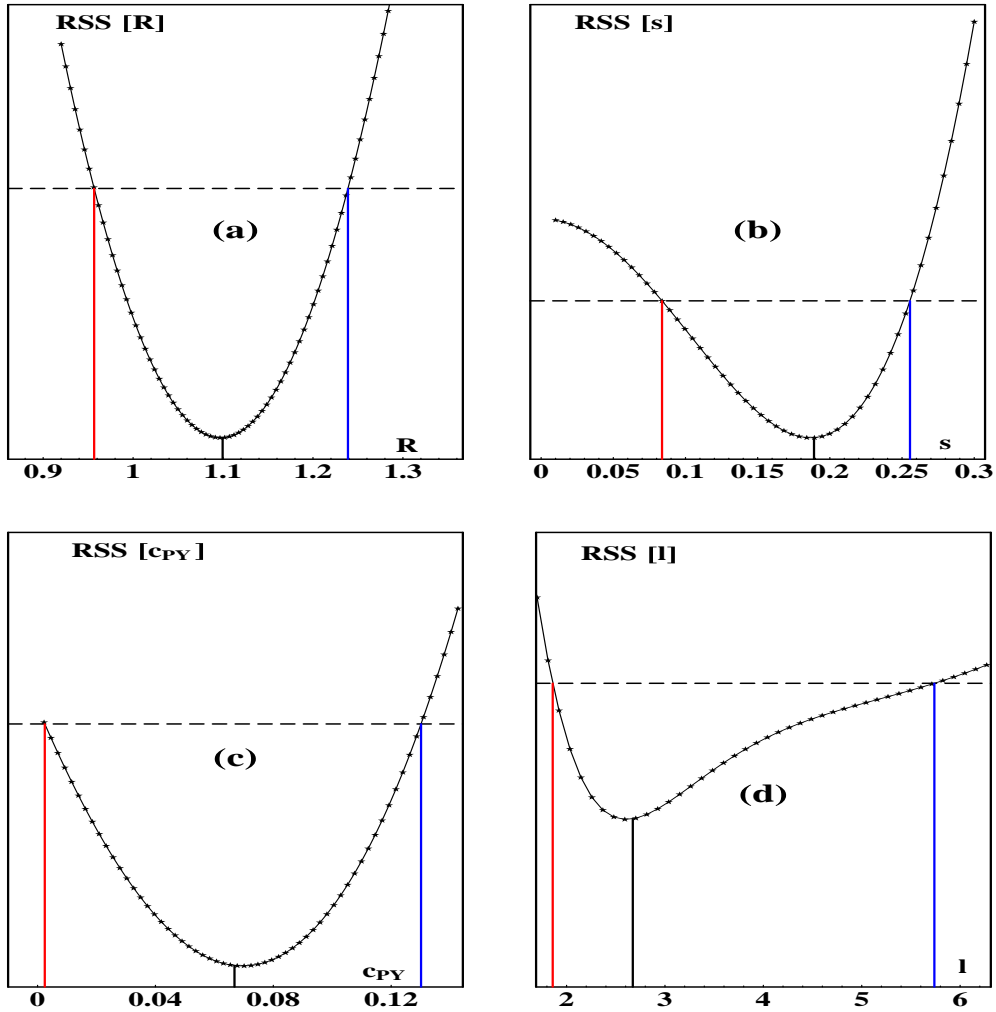 RSS [R]
(a)
R
0.9 1 1.1 1.2 1.3
RSS [s]
(b)
s
0 0.05 0.1 0.15 0.2 0.25 0.3
RSS [cPY]
(c)
cPY
0 0.04 0.08 0.12
RSS [l]
(d)
l
2 3 4 5 6